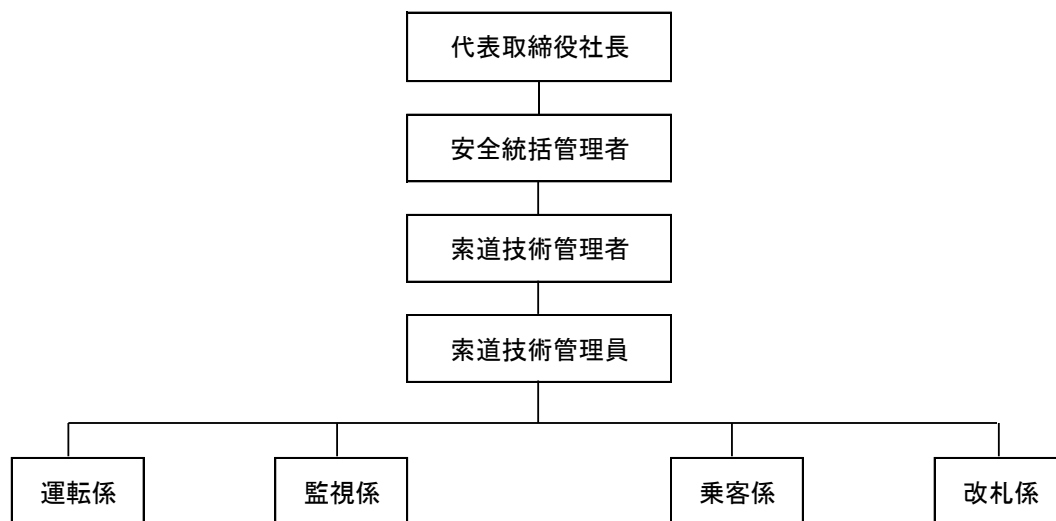 代表取締役社長
安全統括管理者
索道技術管理者
索道技術管理員
運転係
監視係
乗客係
改札係